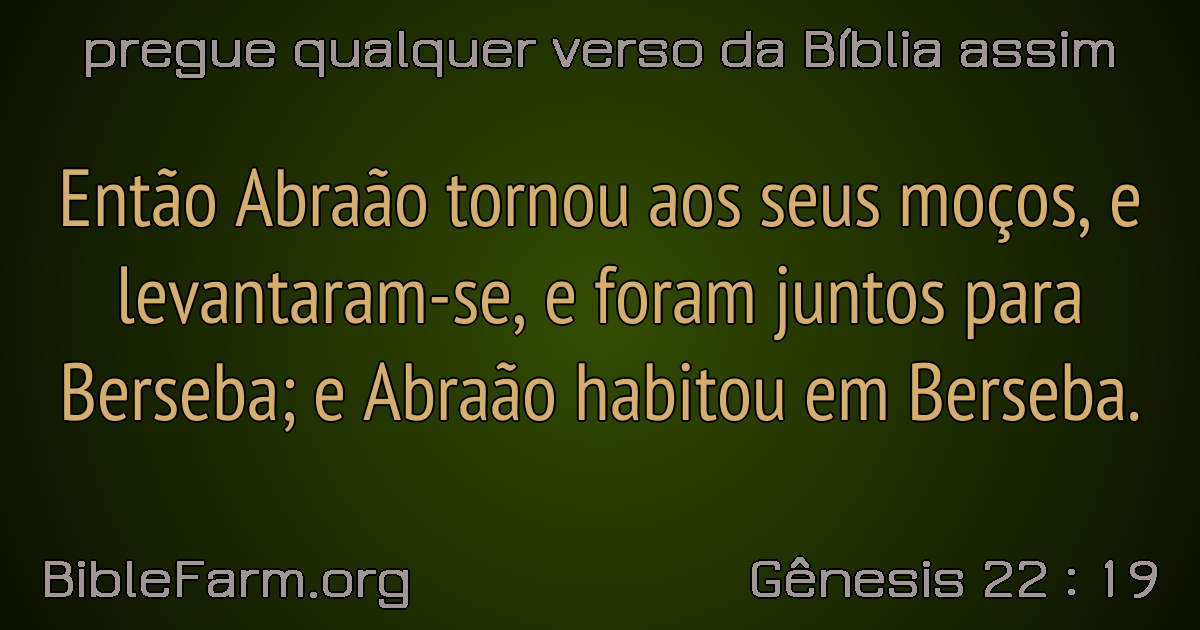 pregue qualquer verso da Bíblia assim
Então Abraão tornou aos seus moços, e
levantaram-se, e foram juntos para
Berseba; e Abraão habitou em Berseba.
BibleFarm.org
Gênesis 22 : 19